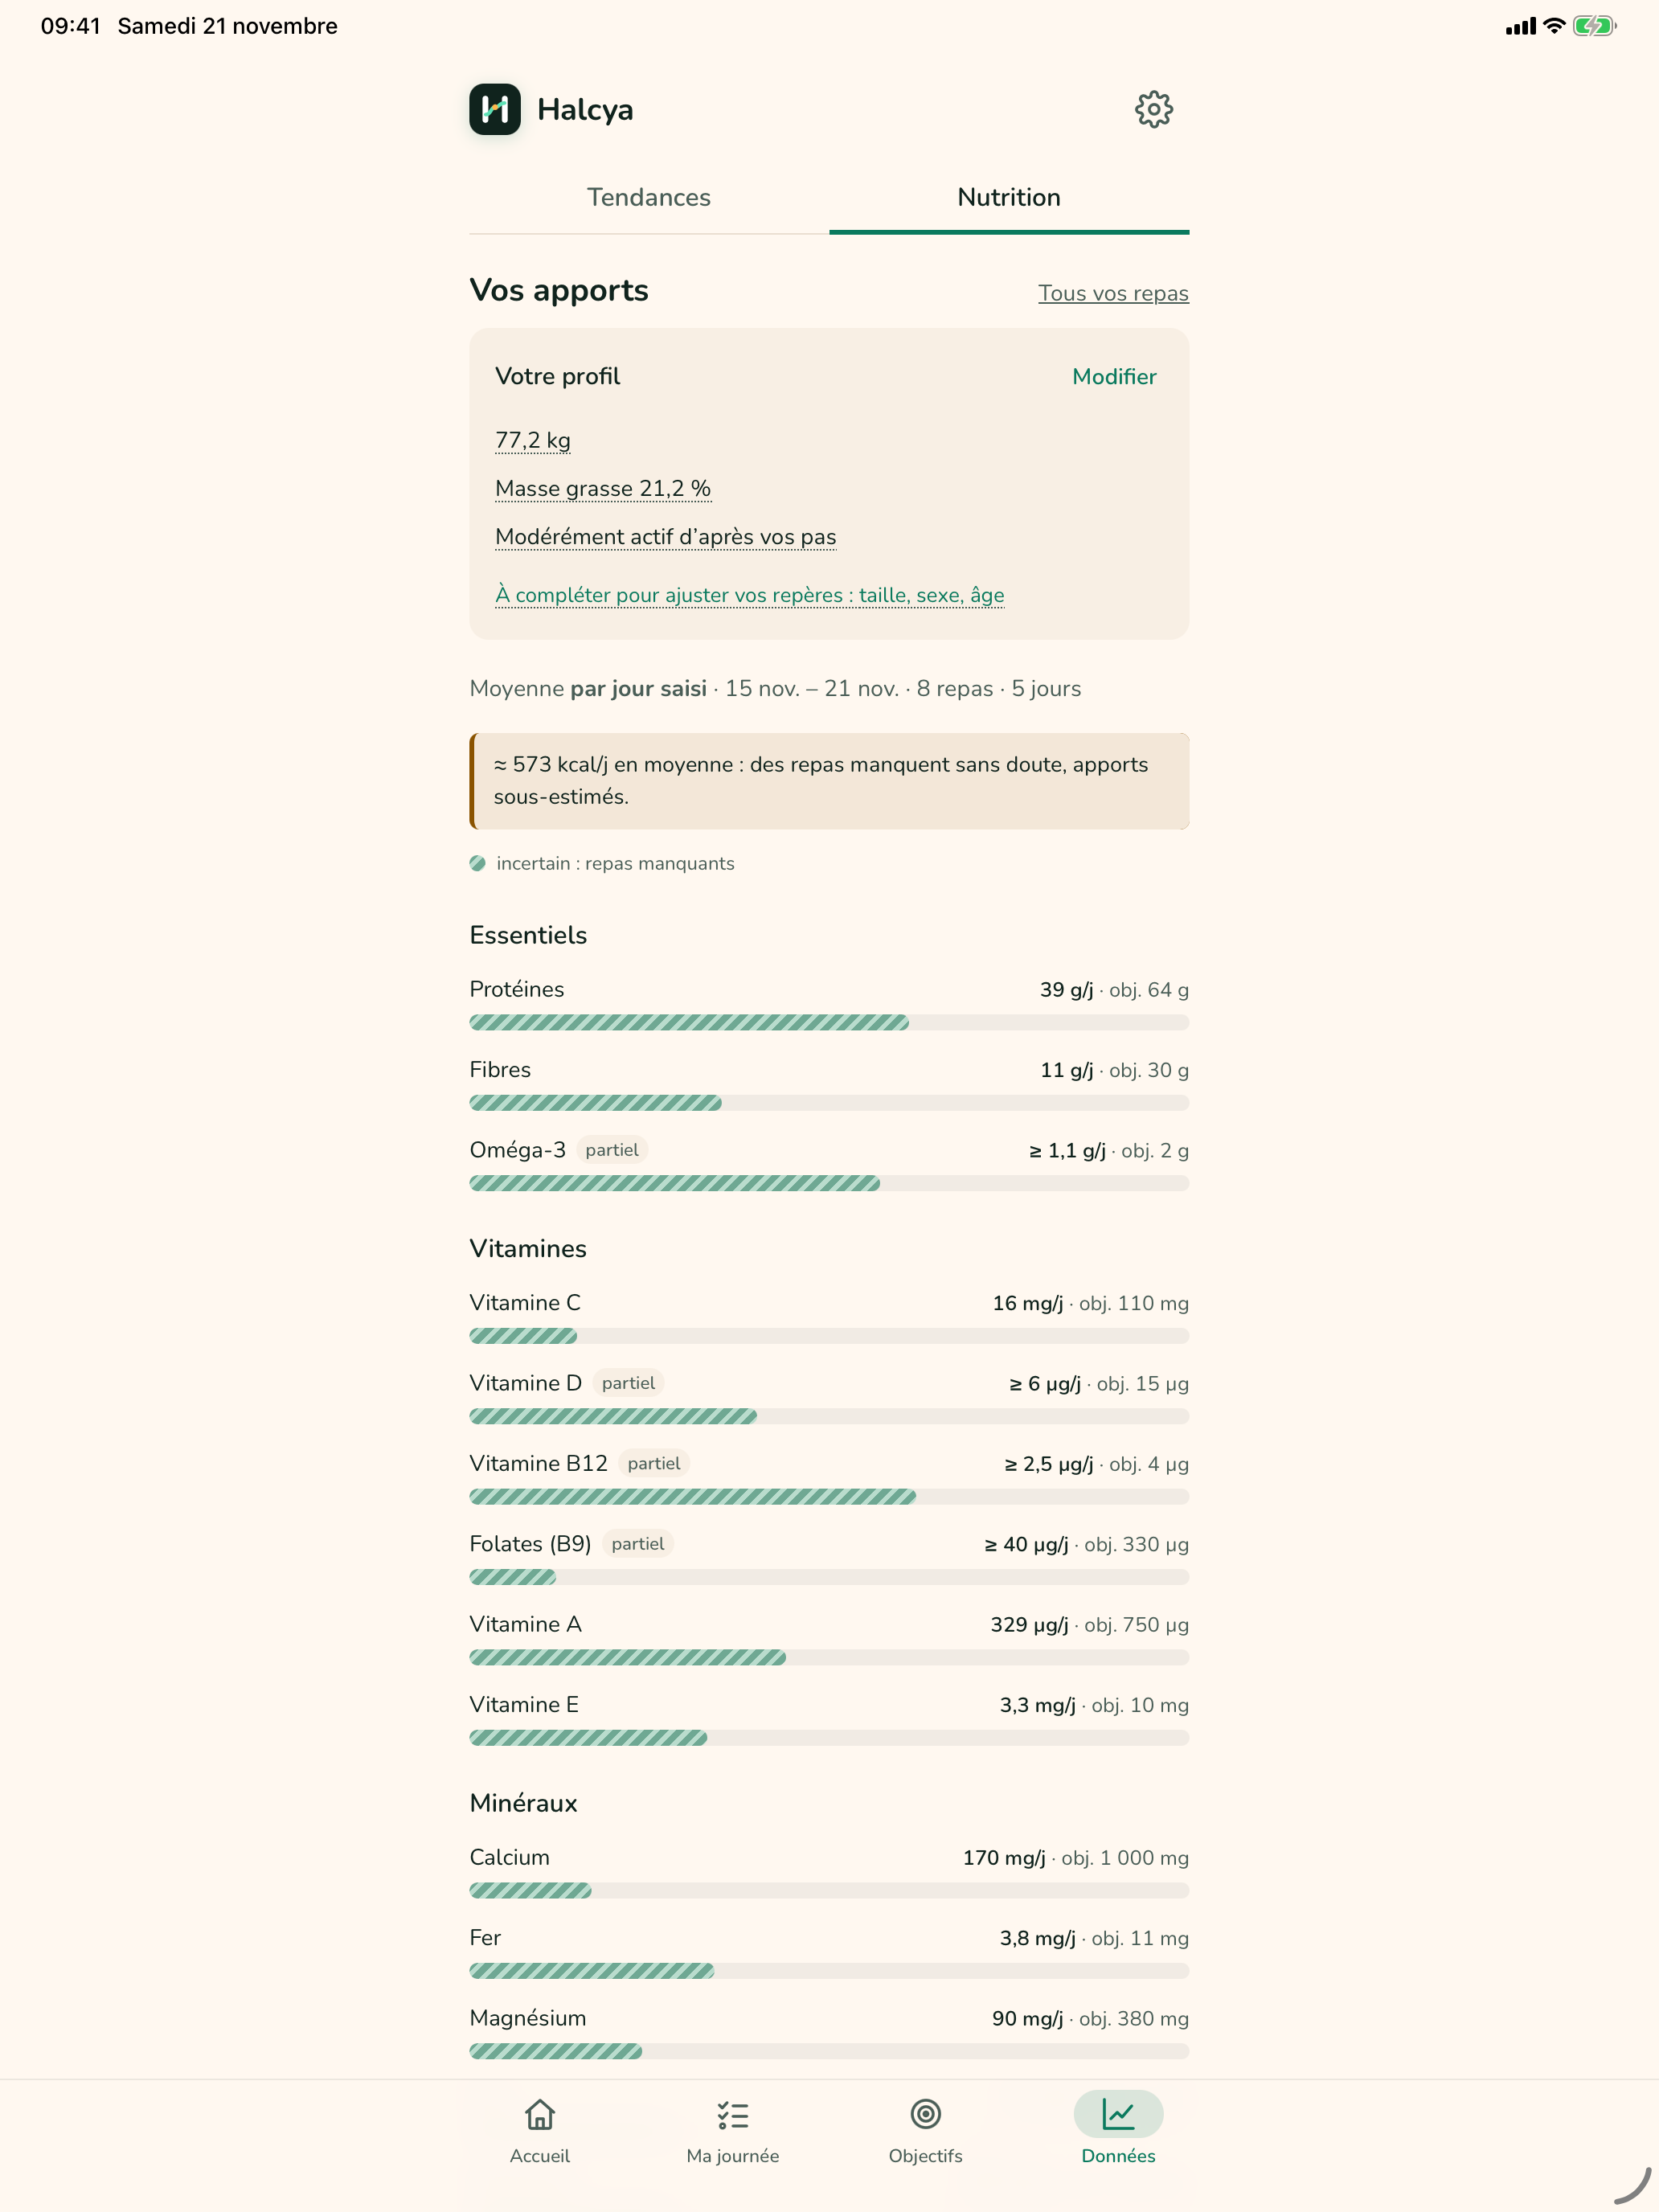 09:41 Samedi 21 novembre
Halcya
Tendances
Nutrition
Vos apports
Tous vos repas
Votre profil
Modifier
77,2 kg
Masse grasse 21,2 %
Modérément actif d’après vos pas
À compléter pour ajuster vos repères : taille, sexe, âge
Moyenne par jour saisi · 15 nov. – 21 nov. · 8 repas · 5 jours
≈ 573 kcal/j en moyenne : des repas manquent sans doute, apports
sous-estimés.
incertain : repas manquants
Essentiels
Protéines
39 g/j · obj. 64 g
Fibres
11 g/j · obj. 30 g
Oméga-3 partiel
≥ 1,1 g/j · obj. 2 g
Vitamines
Vitamine C
16 mg/j · obj. 110 mg
Vitamine D partiel
≥ 6 µg/j · obj. 15 µg
Vitamine B12 partiel
≥ 2,5 µg/j · obj. 4 µg
Folates (B9) partiel
≥ 40 µg/j · obj. 330 µg
Vitamine A
329 µg/j · obj. 750 µg
Vitamine E
3,3 mg/j · obj. 10 mg
Minéraux
Calcium
170 mg/j · obj. 1 000 mg
Fer
3,8 mg/j · obj. 11 mg
Magnésium
90 mg/j · obj. 380 mg
Accueil
Ma journée
Objectifs
Données